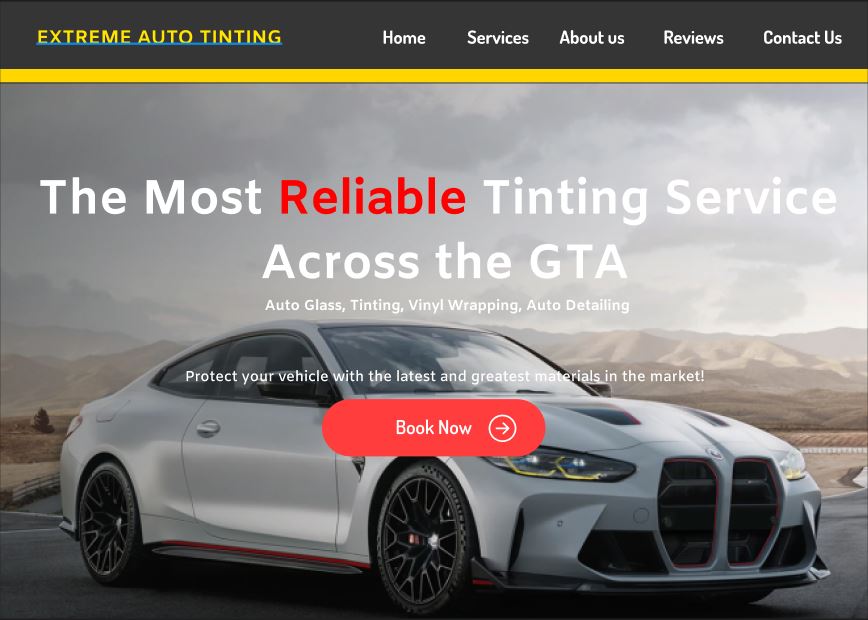 EXTREME AUTO TINTING
Home Services About us Reviews Contact Us
The Most Reliable Tinting Service
Across the GTA
Auto Glass, Tinting, Vinyl Wrapping, Auto Detailing
Protect your vehicle with the latest and greatest materials in the market!
Book Now